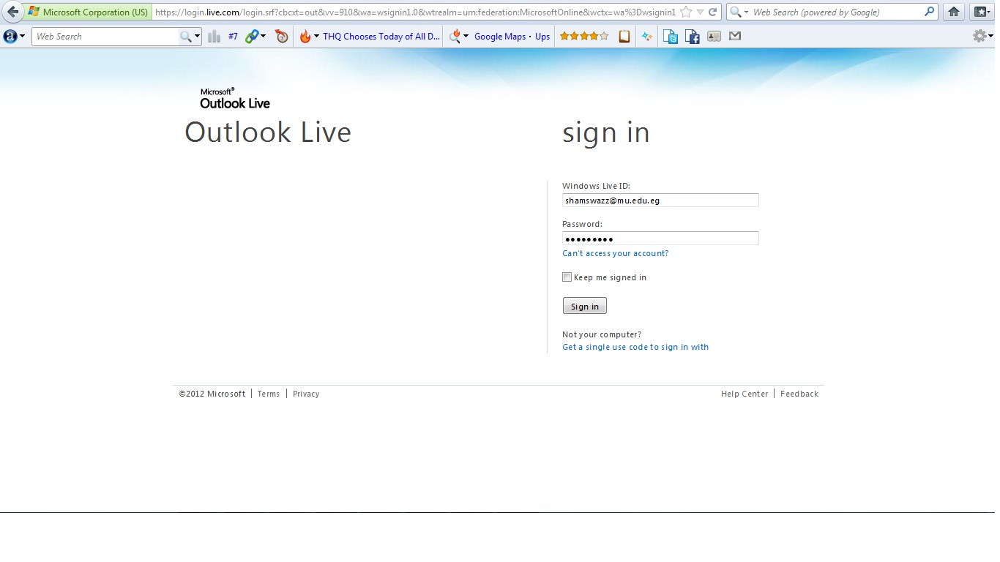 Microsoft Corporation (US) https://login.live.com/login.srf?cbcxt=out&vv=910&wa=wsignin1.0&wtrealm=urn:federation:MicrosoftOnline&wctx=wa%3Dwsignin1 Web Search (powered by Google)
a Web Search #7 THQ Chooses Today of All D... Google Maps · Ups
Microsoft®
Outlook Live
Outlook Live
sign in
Windows Live ID:
shamswazz@mu.edu.eg
Password:
•••••••••
Can't access your account?
Keep me signed in
Sign in
Not your computer?
Get a single use code to sign in with
©2012 Microsoft | Terms | Privacy Help Center | Feedback